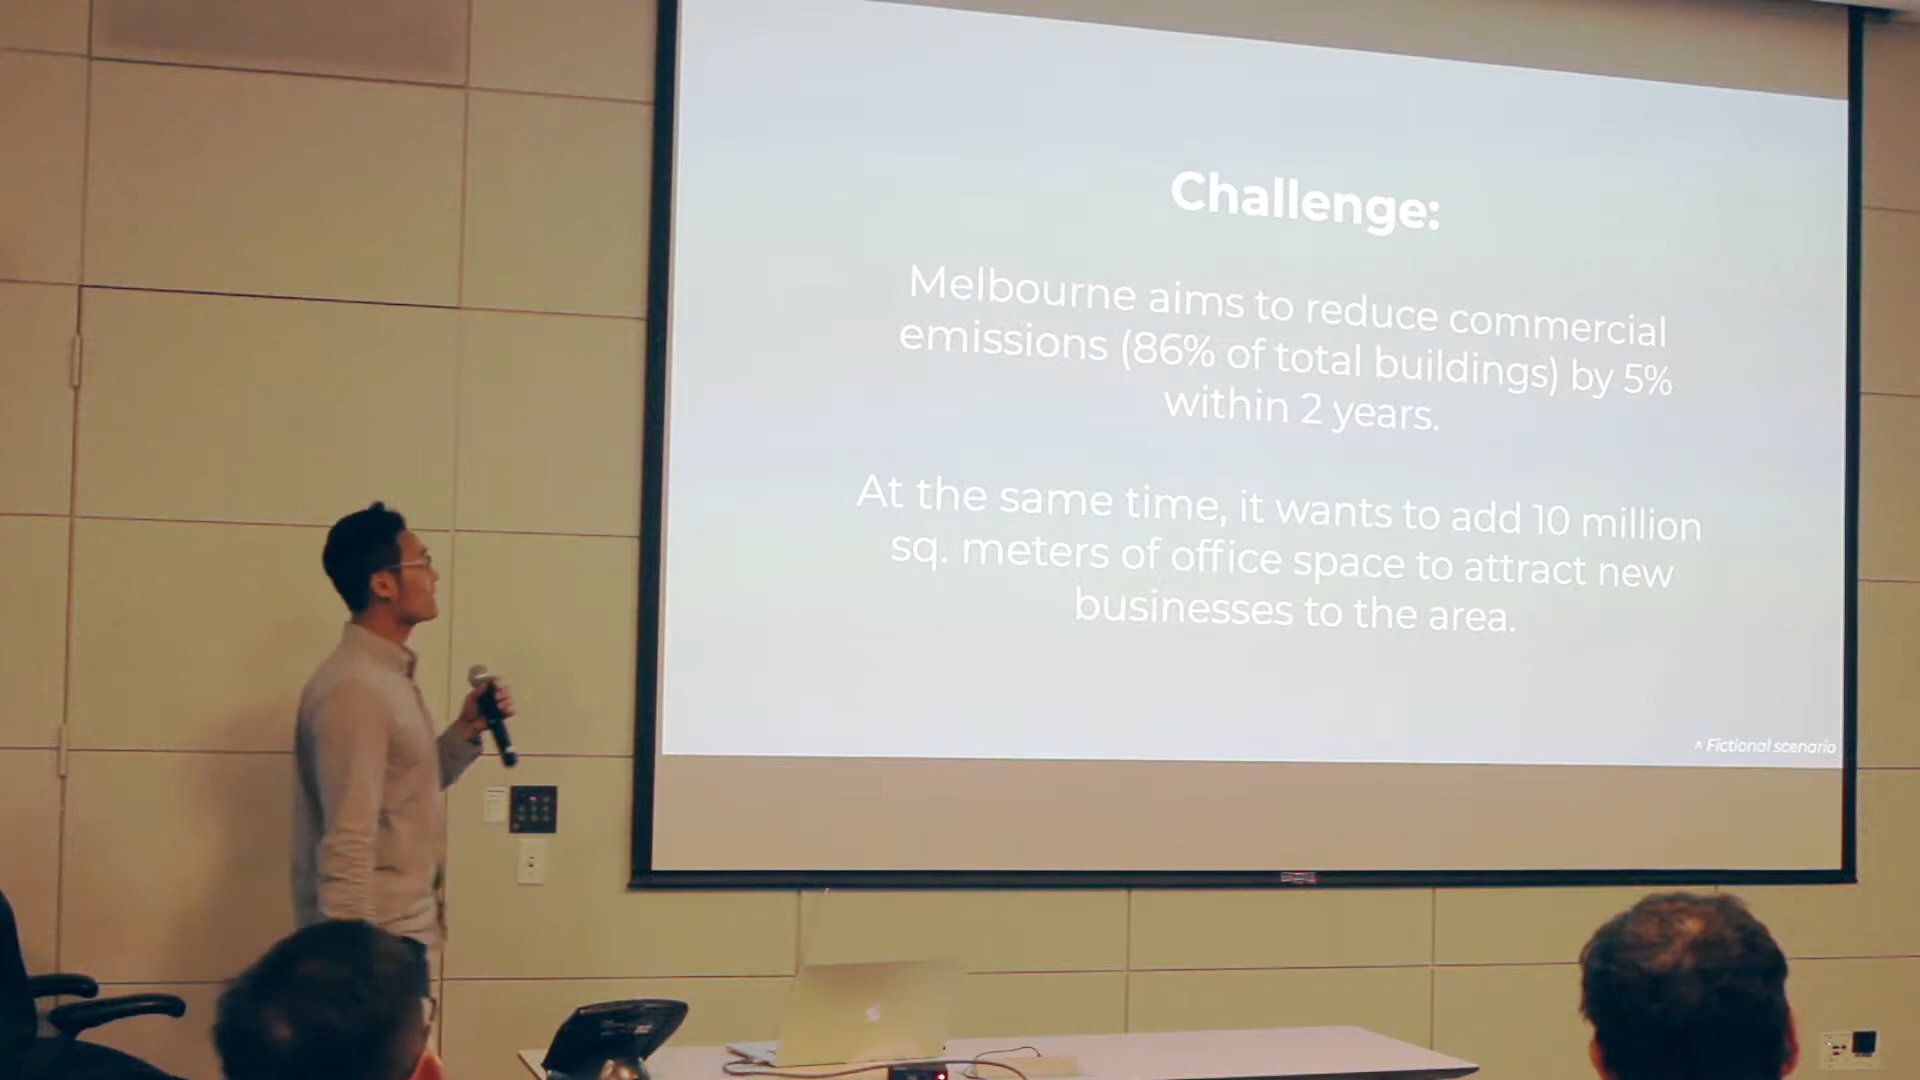 Challenge:
Melbourne aims to reduce commercial
emissions (86% of total buildings) by 5%
within 2 years.
At the same time, it wants to add 10 million
sq. meters of office space to attract new
businesses to the area.
^ Fictional scenario